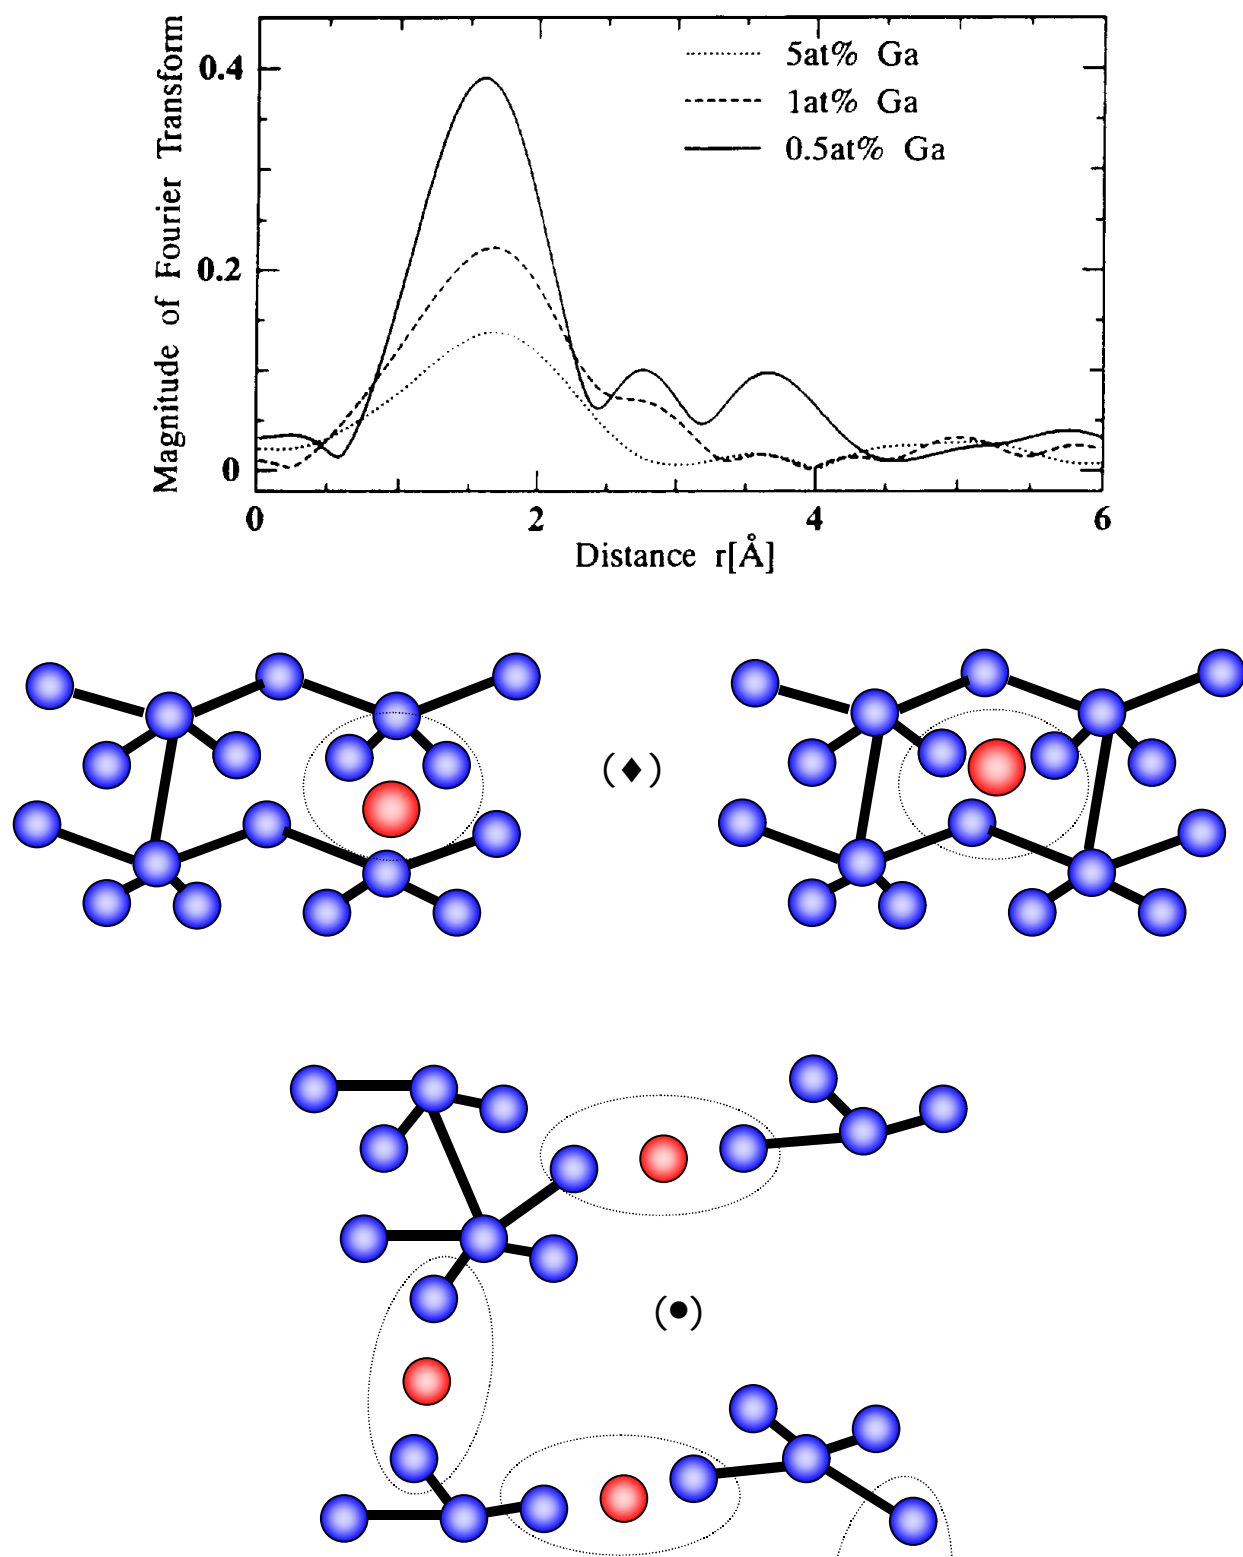 Magnitude of Fourier Transform
0.4
0.2
0
5at% Ga
1at% Ga
0.5at% Ga
0 2 4 6
Distance r[Å]
(♦)
(●)